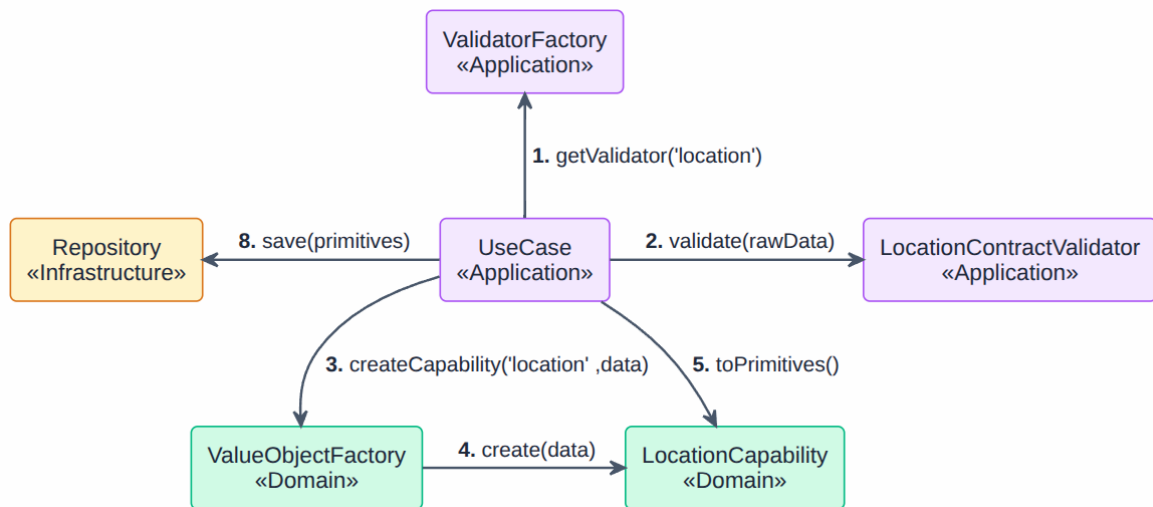 ValidatorFactory
«Application»
1. getValidator('location')
Repository
«Infrastructure»
8. save(primitives)
UseCase
«Application»
2. validate(rawData)
LocationContractValidator
«Application»
3. createCapability('location' ,data)
5. toPrimitives()
ValueObjectFactory
«Domain»
4. create(data)
LocationCapability
«Domain»